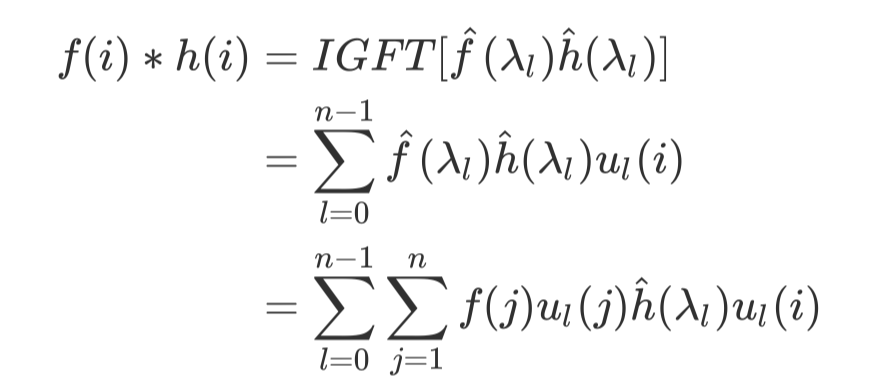 f(i) ∗ h(i) = IGFT[f̂(λ_l)ĥ(λ_l)]
= ∑_{l=0}^{n−1} f̂(λ_l)ĥ(λ_l)u_l(i)
= ∑_{l=0}^{n−1} ∑_{j=1}^{n} f(j)u_l(j)ĥ(λ_l)u_l(i)